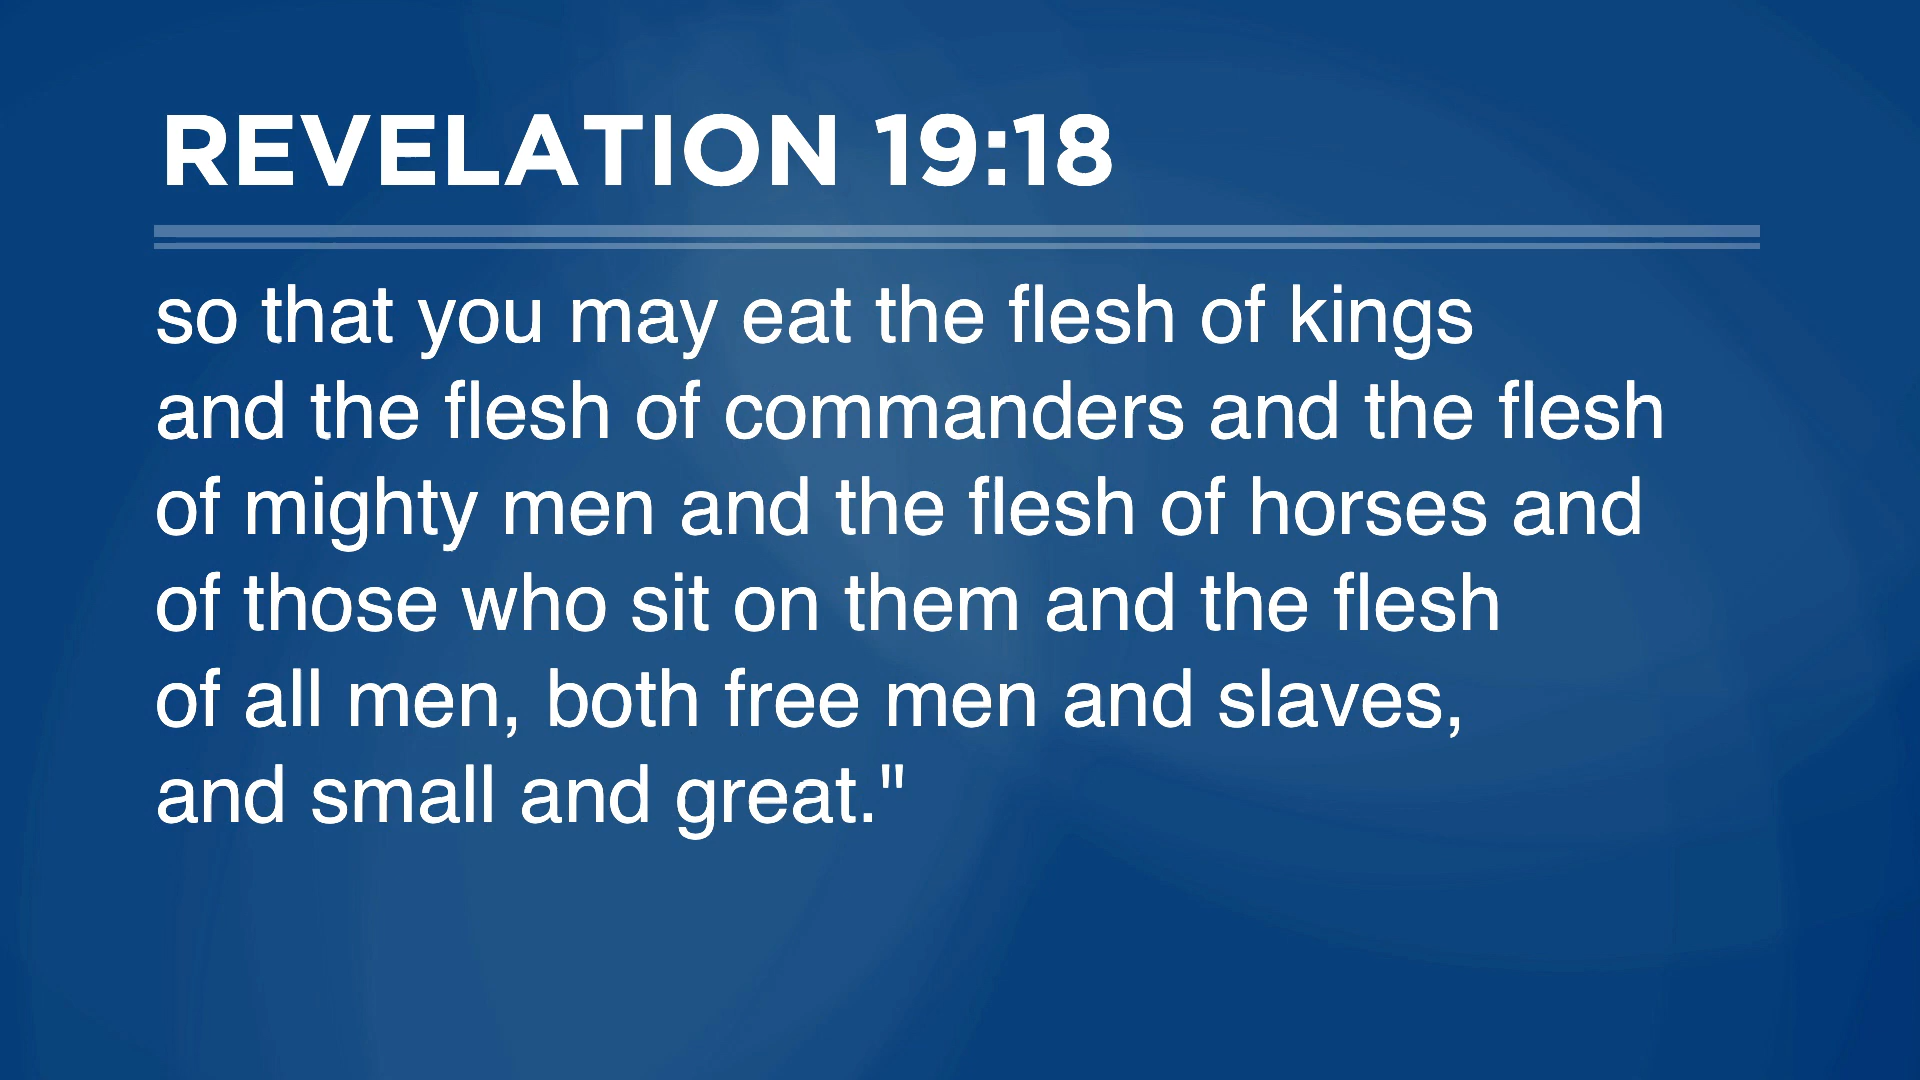 REVELATION 19:18
so that you may eat the flesh of kings
and the flesh of commanders and the flesh
of mighty men and the flesh of horses and
of those who sit on them and the flesh
of all men, both free men and slaves,
and small and great."